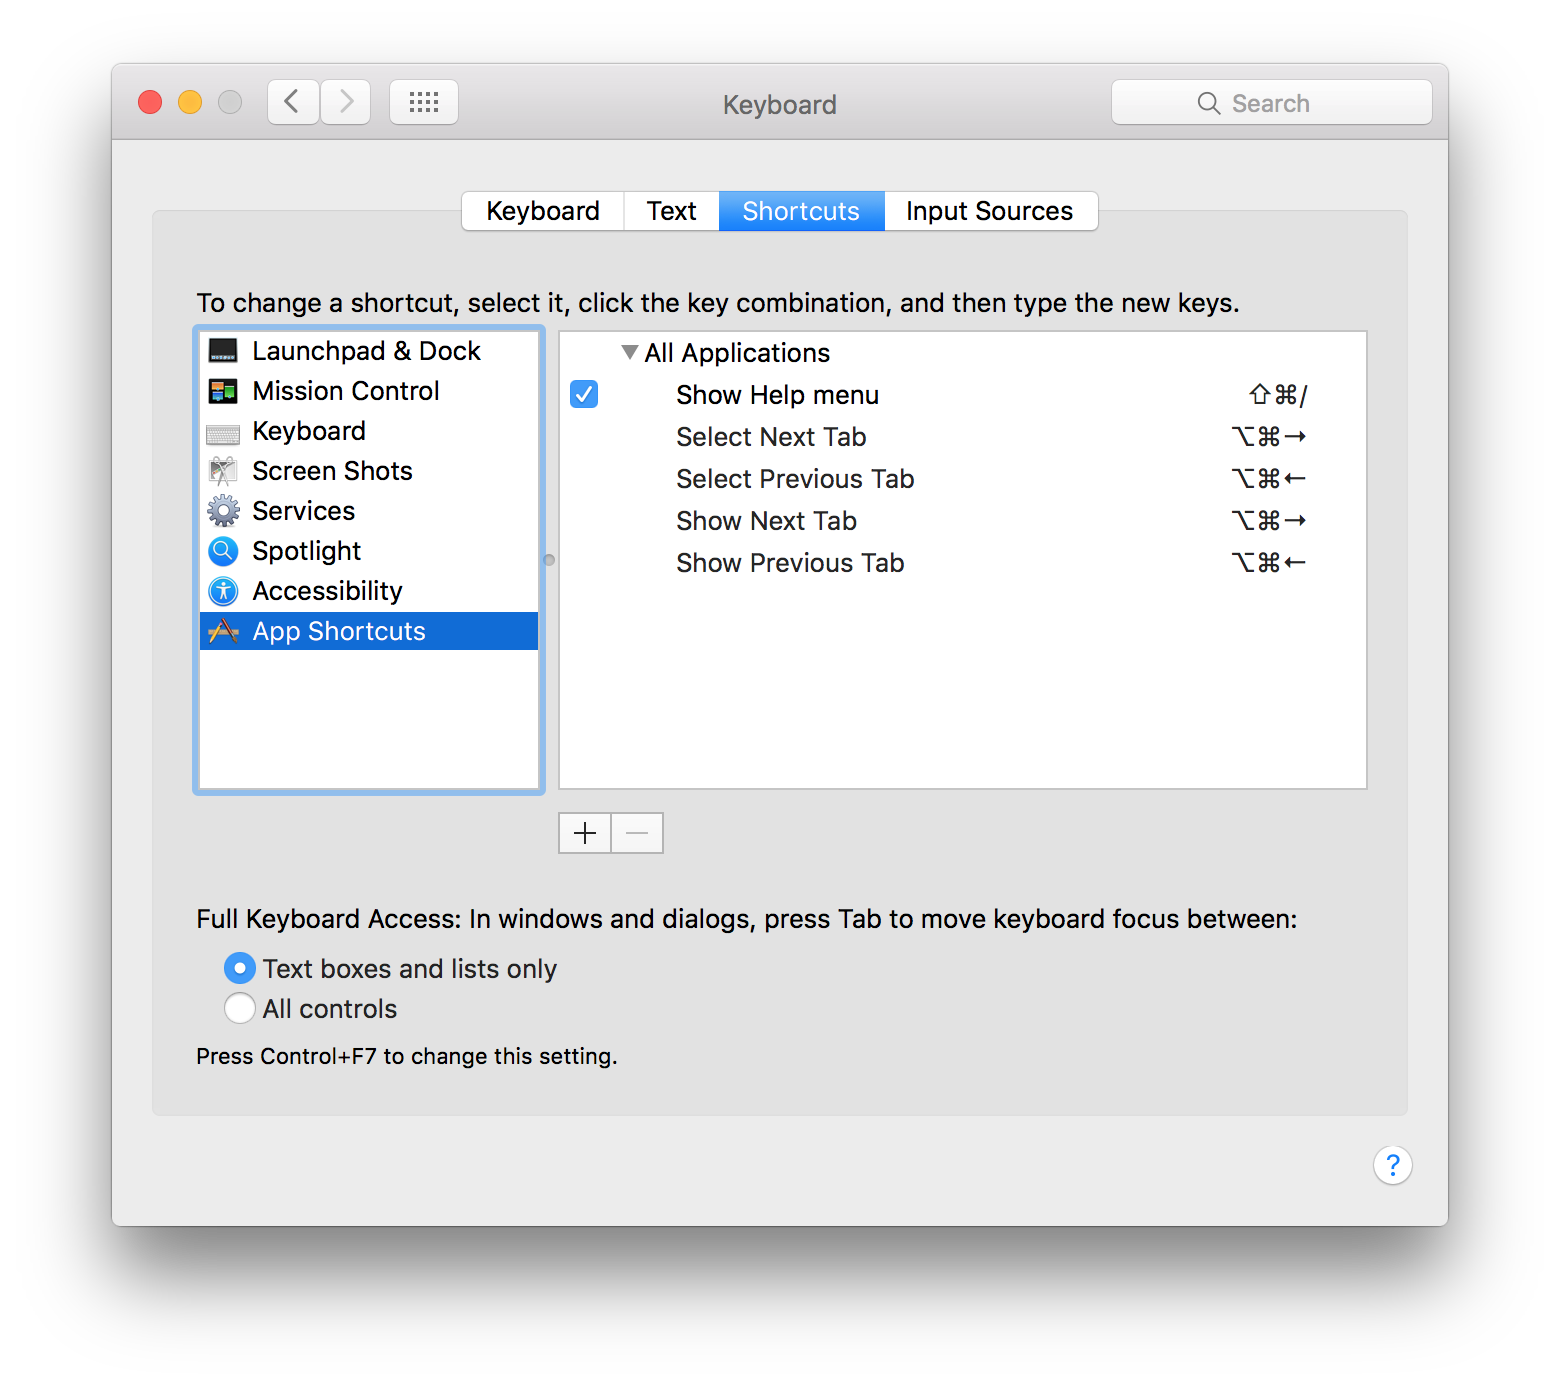 Keyboard
Search
Keyboard Text Shortcuts Input Sources
To change a shortcut, select it, click the key combination, and then type the new keys.
Launchpad & Dock
Mission Control
Keyboard
Screen Shots
Services
Spotlight
Accessibility
App Shortcuts
All Applications
Show Help menu ⇧⌘/
Select Next Tab ⌥⌘→
Select Previous Tab ⌥⌘←
Show Next Tab ⌥⌘→
Show Previous Tab ⌥⌘←
Full Keyboard Access: In windows and dialogs, press Tab to move keyboard focus between:
Text boxes and lists only
All controls
Press Control+F7 to change this setting.
?